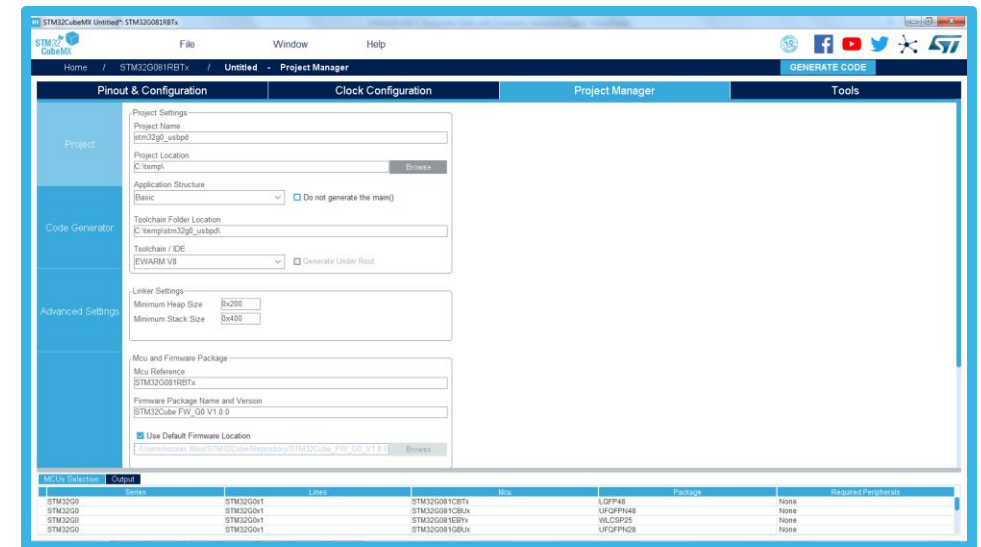 MX STM32CubeMX Untitled*: STM32G081RBTx
STM32 CubeMX File Window Help
Home / STM32G081RBTx / Untitled - Project Manager GENERATE CODE
Pinout & Configuration Clock Configuration Project Manager Tools
Project
Code Generator
Advanced Settings
Project Settings
Project Name
stm32g0_usbpd
Project Location
C:\temp\ Browse
Application Structure
Basic Do not generate the main()
Toolchain Folder Location
C:\temp\stm32g0_usbpd\
Toolchain / IDE
EWARM V8 Generate Under Root
Linker Settings
Minimum Heap Size 0x200
Minimum Stack Size 0x400
Mcu and Firmware Package
Mcu Reference
STM32G081RBTx
Firmware Package Name and Version
STM32Cube FW_G0 V1.8.0
Use Default Firmware Location
Browse
MCUs Selection Output
Series Lines Mcu Package Required Peripherals
STM32G0 STM32G0x1 STM32G081CBTx LQFP48 None
STM32G0 STM32G0x1 STM32G081CBUx UFQFPN48 None
STM32G0 STM32G0x1 STM32G081EBYx WLCSP25 None
STM32G0 STM32G0x1 STM32G081GBUx UFQFPN28 None